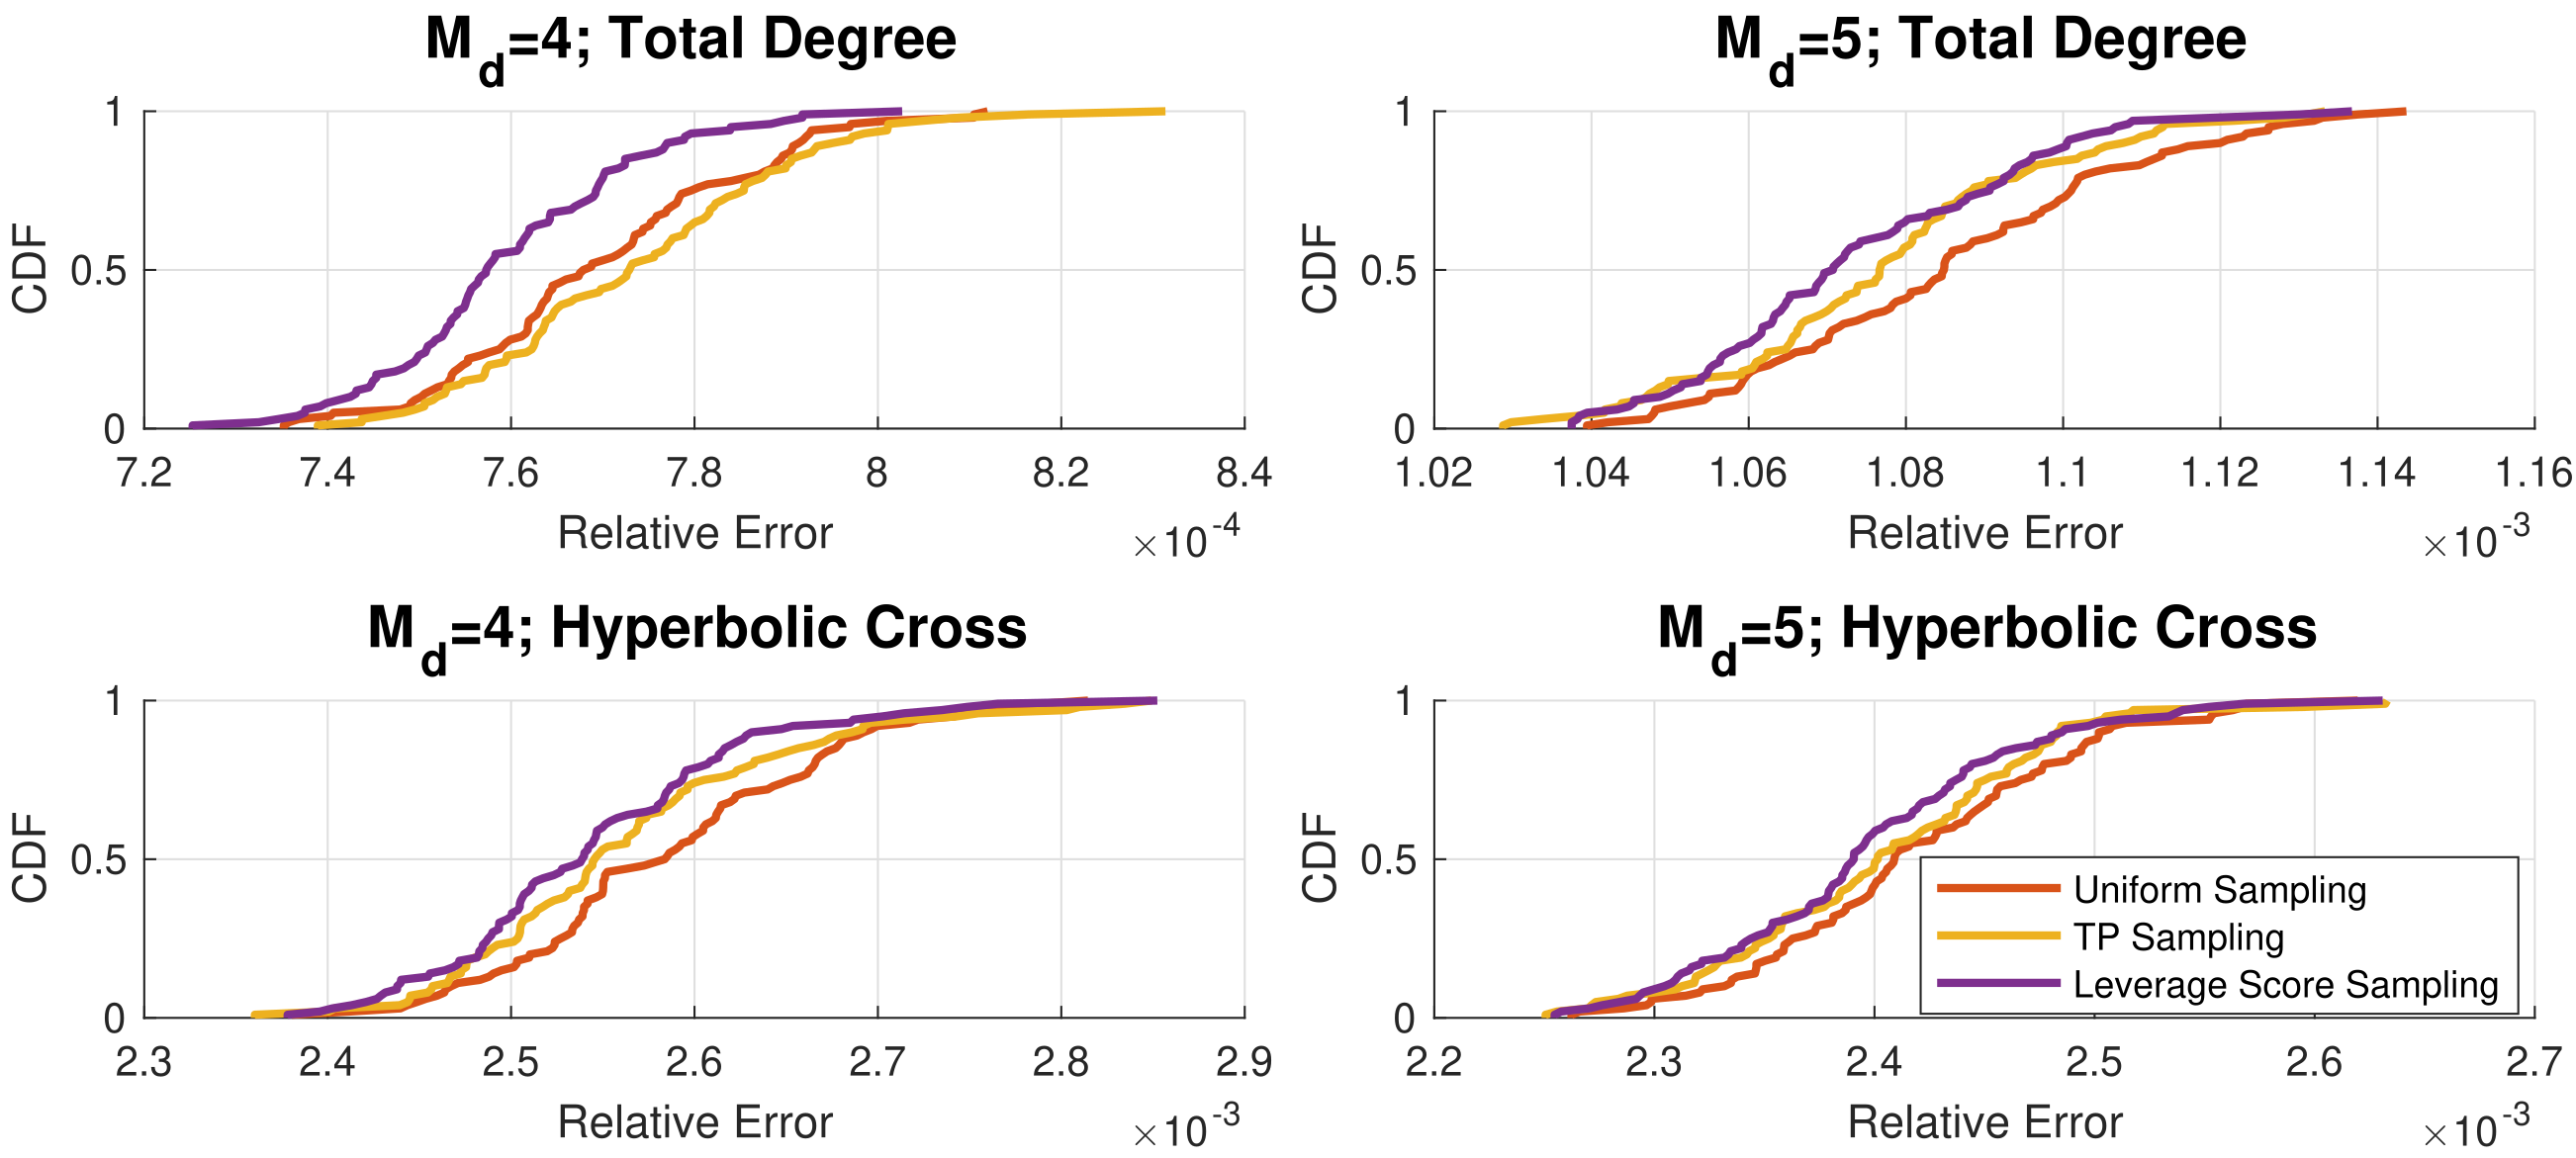 M_d=4; Total Degree
CDF
1
0.5
0
7.2 7.4 7.6 7.8 8 8.2 8.4
Relative Error
×10^-4
M_d=5; Total Degree
CDF
1
0.5
0
1.02 1.04 1.06 1.08 1.1 1.12 1.14 1.16
Relative Error
×10^-3
M_d=4; Hyperbolic Cross
CDF
1
0.5
0
2.3 2.4 2.5 2.6 2.7 2.8 2.9
Relative Error
×10^-3
M_d=5; Hyperbolic Cross
CDF
1
0.5
0
Uniform Sampling
TP Sampling
Leverage Score Sampling
2.2 2.3 2.4 2.5 2.6 2.7
Relative Error
×10^-3